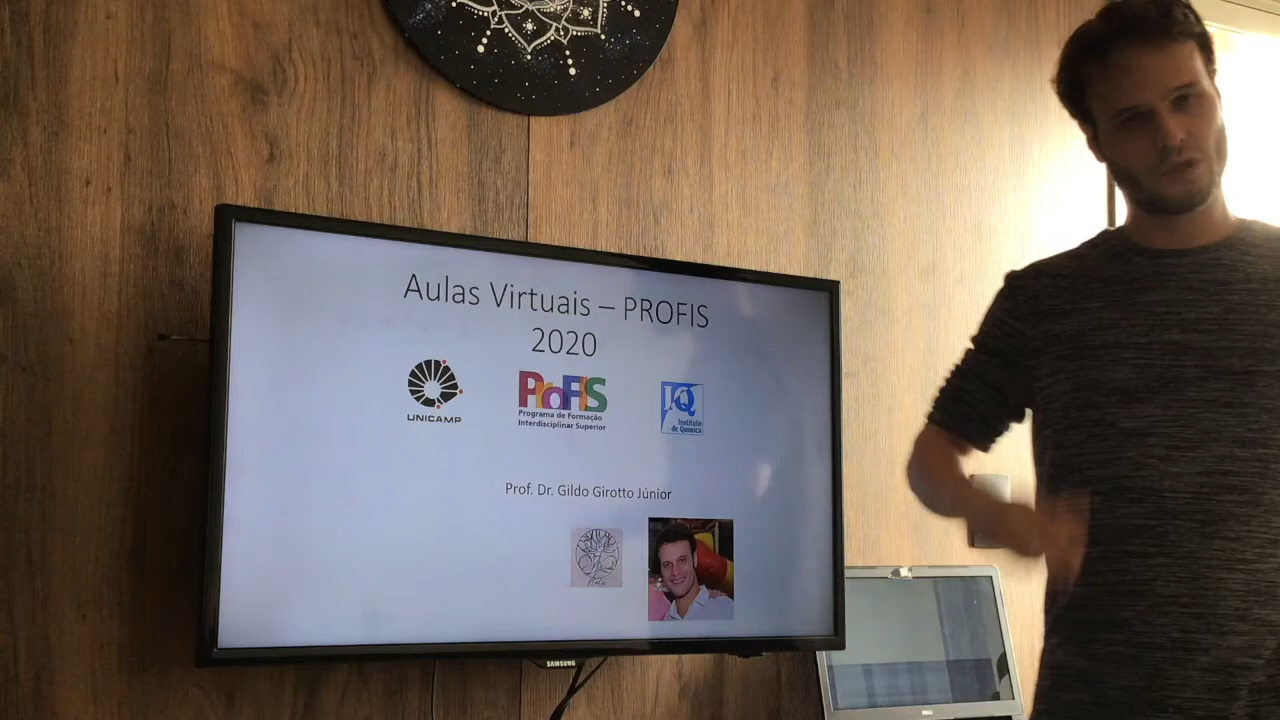 Aulas Virtuais – PROFIS
2020
UNICAMP
ProFIS
Programa de Formação
Interdisciplinar Superior
IQ
Instituto
de Química
Prof. Dr. Gildo Girotto Júnior
SAMSUNG
DELL